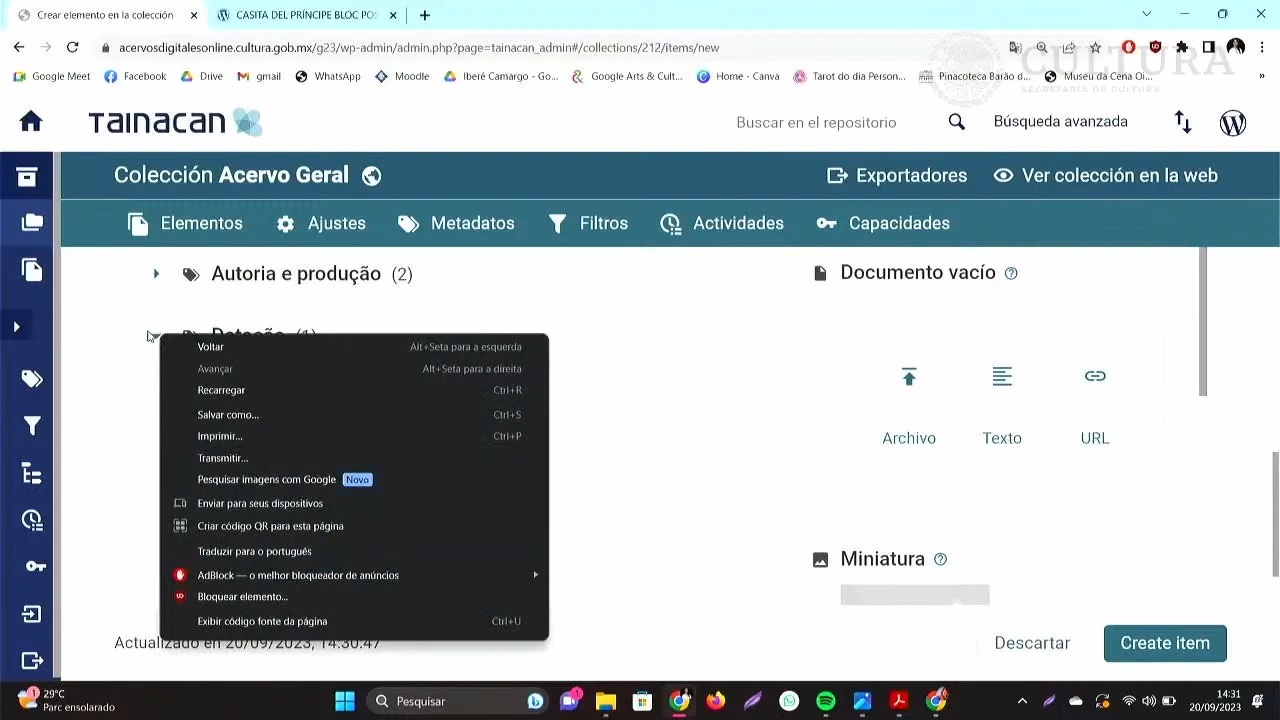 Crear elemento en la colección
CASITA DEL PRÍNCIPE BLOC PO
acervosdigitalesonline.cultura.gob.mx/g23/wp-admin/admin.php?page=tainacan_admin#/collections/212/items/new
Google Meet
Facebook
Drive
gmail
WhatsApp
Moodle
Iberê Camargo - Go...
Google Arts & Cult...
Home - Canva
Tarot do dia Person...
Pinacoteca Barão d...
Museu da Cena Ol...
CULTURA
SECRETARÍA DE CULTURA
TAINACAN
Buscar en el repositorio
Búsqueda avanzada
Colección Acervo Geral
Exportadores
Ver colección en la web
Elementos
Ajustes
Metadatos
Filtros
Actividades
Capacidades
Autoria e produção (2)
Documento vacío
Voltar Alt+Seta para a esquerda
Avançar Alt+Seta para a direita
Recarregar Ctrl+R
Salvar como... Ctrl+S
Imprimir... Ctrl+P
Transmitir...
Pesquisar imagens com Google Novo
Enviar para seus dispositivos
Criar código QR para esta página
Traduzir para o português
AdBlock — o melhor bloqueador de anúncios
Bloquear elemento...
Exibir código fonte da página Ctrl+U
Archivo
Texto
URL
Miniatura
Actualizado en 20/09/2023, 14:30:47
Descartar
Create item
29°C
Parc ensolarado
Pesquisar
14:31
20/09/2023